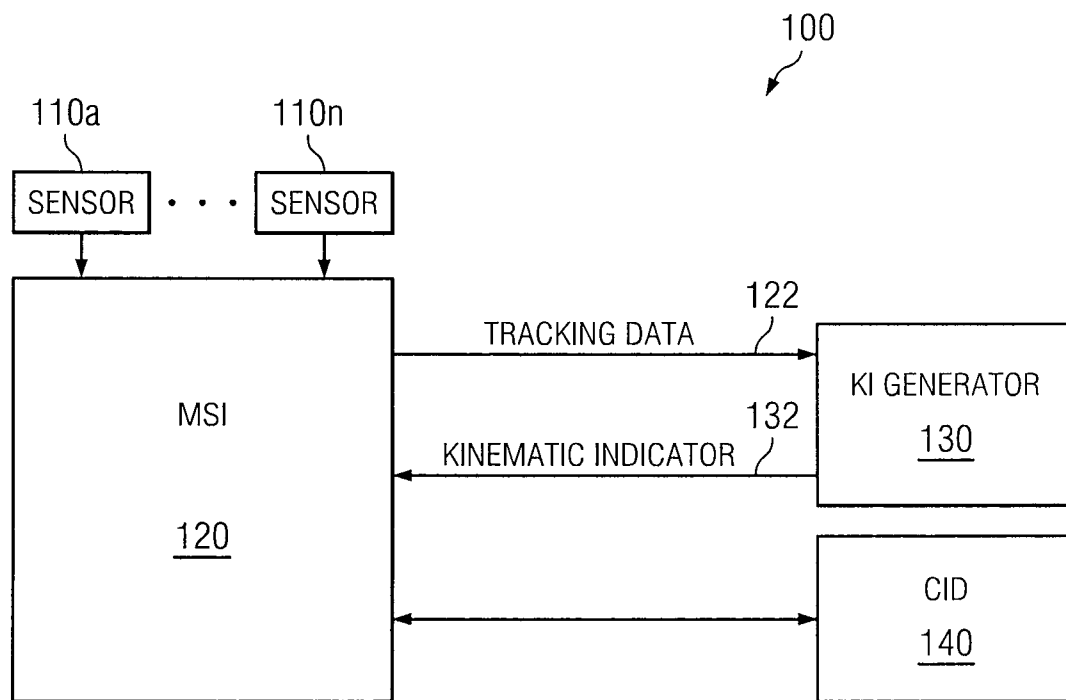 100
110a
110n
SENSOR
SENSOR
122
TRACKING DATA
KI GENERATOR
130
MSI
132
KINEMATIC INDICATOR
120
CID
140